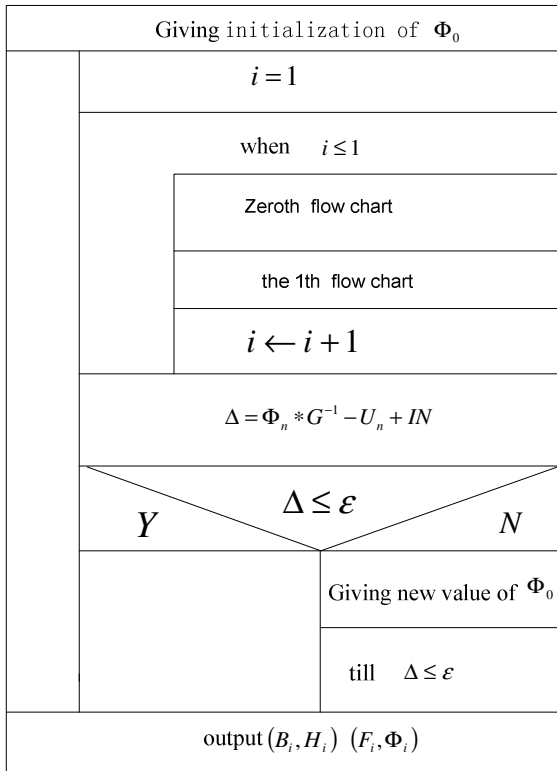 Giving initialization of Φ₀
i = 1
when i ≤ 1
Zeroth flow chart
the 1th flow chart
i ← i + 1
Δ = Φₙ * G⁻¹ − Uₙ + IN
Δ ≤ ε
Y N
Giving new value of Φ₀
till Δ ≤ ε
output (Bᵢ, Hᵢ) (Fᵢ, Φᵢ)